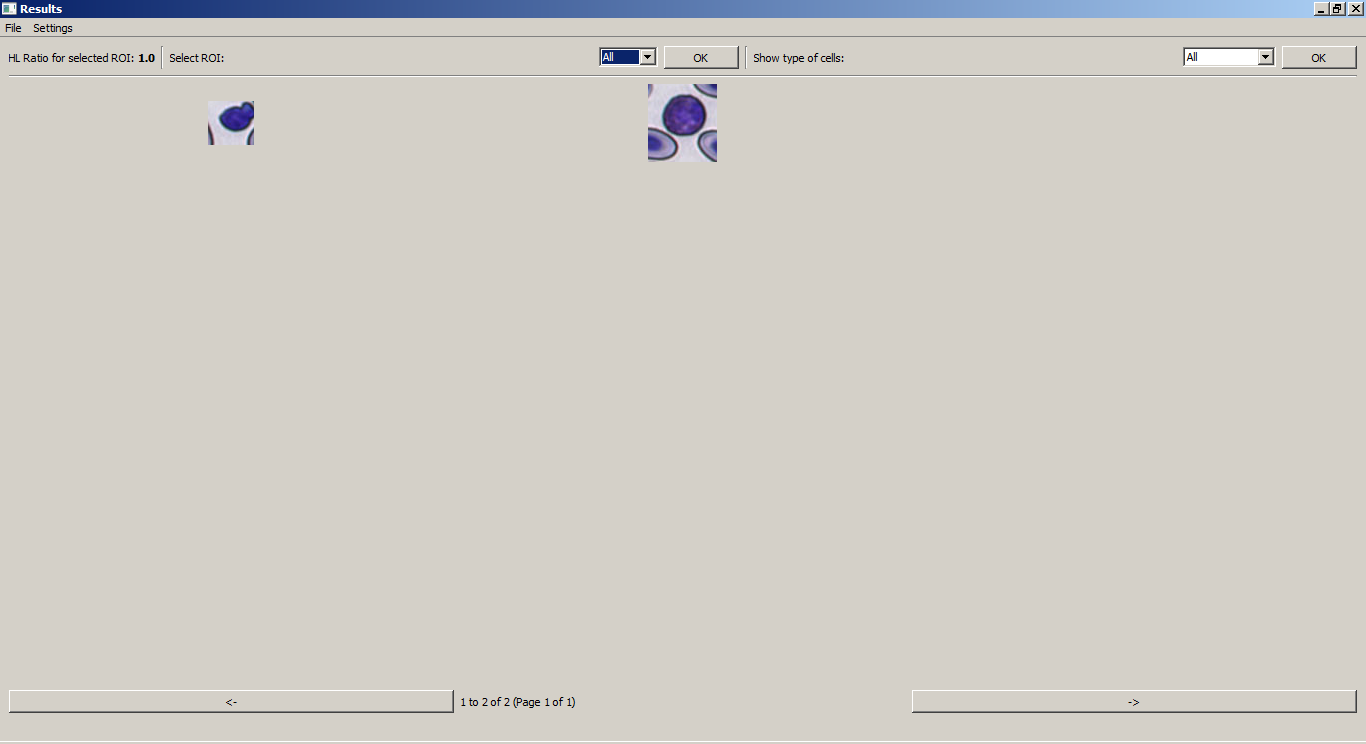 Results
File Settings
HL Ratio for selected ROI: 1.0 Select ROI: All OK Show type of cells: All OK
<- 1 to 2 of 2 (Page 1 of 1) ->